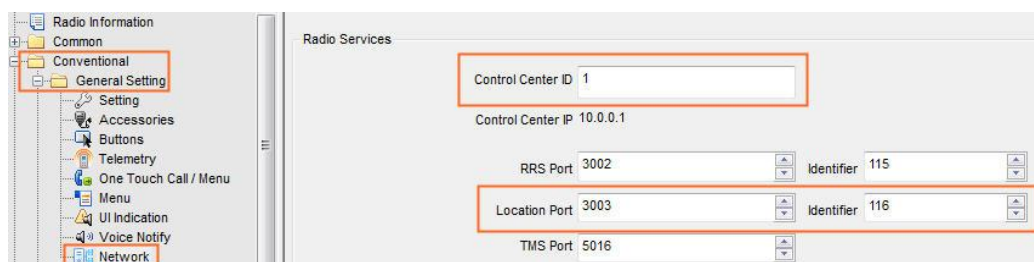 Radio Information
Common
Conventional
General Setting
Setting
Accessories
Buttons
Telemetry
One Touch Call / Menu
Menu
UI Indication
Voice Notify
Network
Radio Services
Control Center ID 1
Control Center IP 10.0.0.1
RRS Port 3002 Identifier 115
Location Port 3003 Identifier 116
TMS Port 5016